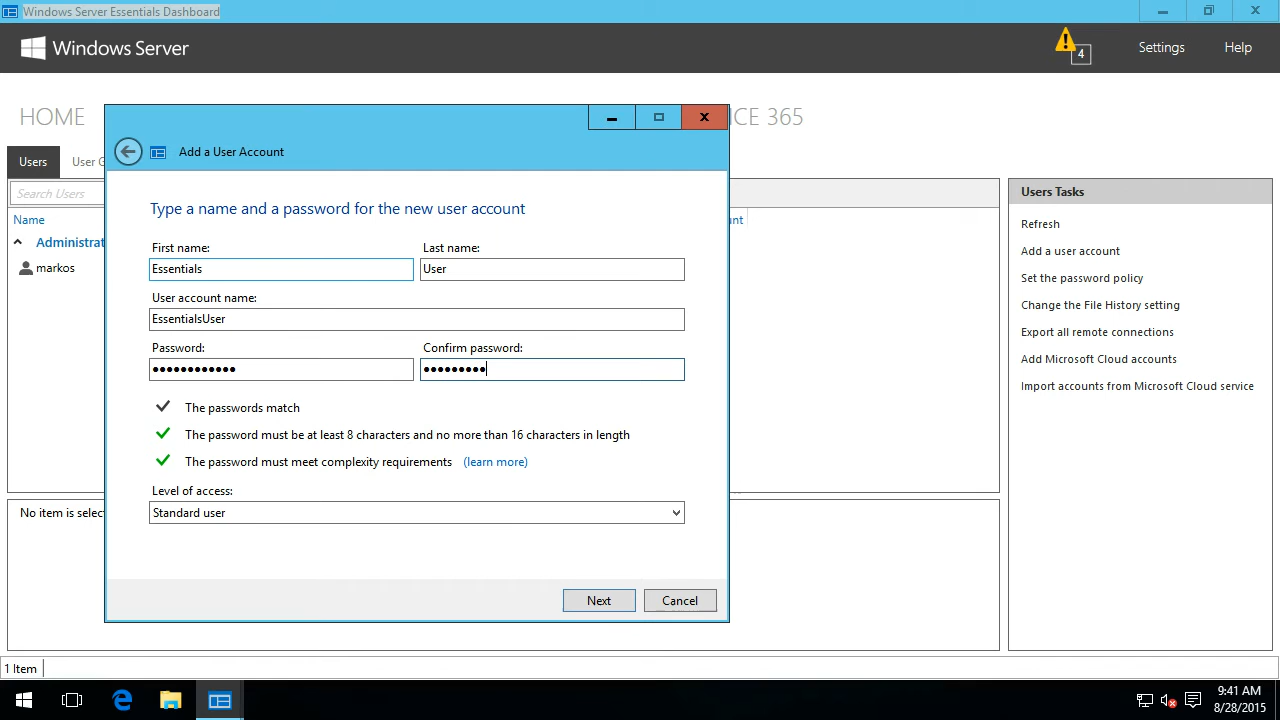 Windows Server Essentials Dashboard
Windows Server
4
Settings
Help
HOME
ICE 365
Add a User Account
Users
User G
Search Users
Name
unt
Administrat
markos
Type a name and a password for the new user account
First name:
Last name:
Essentials
User
User account name:
EssentialsUser
Password:
Confirm password:
••••••••••••
•••••••••
The passwords match
The password must be at least 8 characters and no more than 16 characters in length
The password must meet complexity requirements (learn more)
Level of access:
Standard user
Next
Cancel
Users Tasks
Refresh
Add a user account
Set the password policy
Change the File History setting
Export all remote connections
Add Microsoft Cloud accounts
Import accounts from Microsoft Cloud service
No item is select
1 Item
9:41 AM
8/28/2015